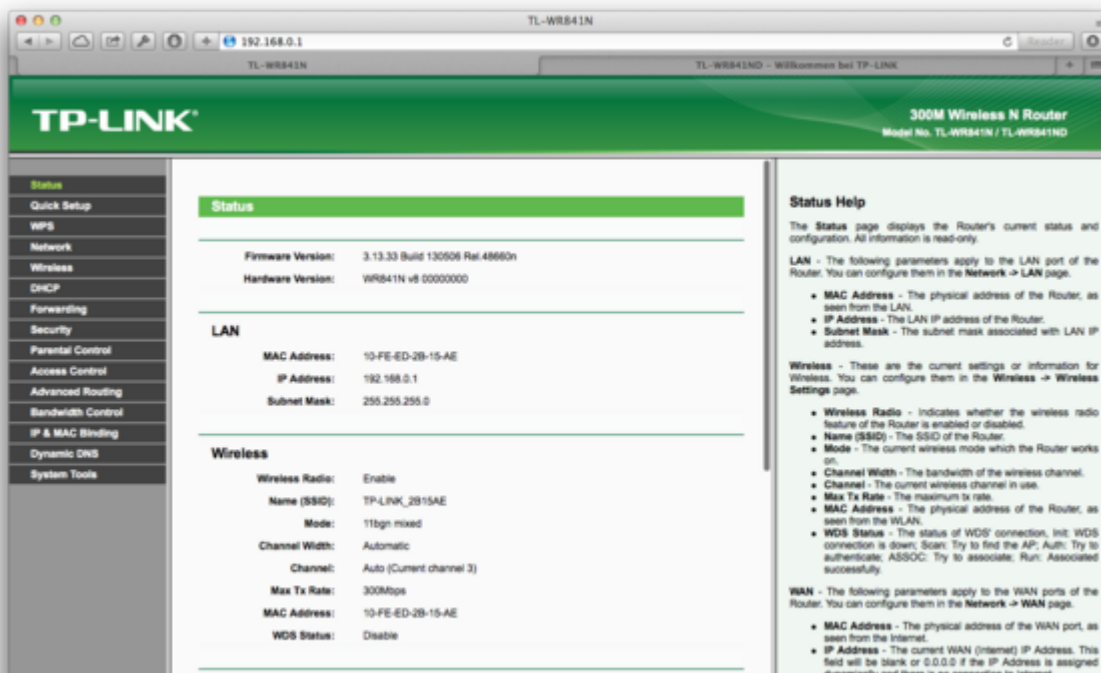 TL-WR841N
192.168.0.1
Reader
TL-WR841N
TL-WR841ND – Willkommen bei TP-LINK
TP-LINK®
300M Wireless N Router
Model No. TL-WR841N / TL-WR841ND
Status
Quick Setup
WPS
Network
Wireless
DHCP
Forwarding
Security
Parental Control
Access Control
Advanced Routing
Bandwidth Control
IP & MAC Binding
Dynamic DNS
System Tools
Status
Firmware Version: 3.13.33 Build 130506 Rel.48660n
Hardware Version: WR841N v8 00000000
LAN
MAC Address: 10-FE-ED-2B-15-AE
IP Address: 192.168.0.1
Subnet Mask: 255.255.255.0
Wireless
Wireless Radio: Enable
Name (SSID): TP-LINK_2B15AE
Mode: 11bgn mixed
Channel Width: Automatic
Channel: Auto (Current channel 3)
Max Tx Rate: 300Mbps
MAC Address: 10-FE-ED-2B-15-AE
WDS Status: Disable
Status Help
The Status page displays the Router's current status and
configuration. All information is read-only.
LAN - The following parameters apply to the LAN port of the
Router. You can configure them in the Network -> LAN page.
MAC Address - The physical address of the Router, as
seen from the LAN.
IP Address - The LAN IP address of the Router.
Subnet Mask - The subnet mask associated with LAN IP
address.
Wireless - These are the current settings or information for
Wireless. You can configure them in the Wireless -> Wireless
Settings page.
Wireless Radio - Indicates whether the wireless radio
feature of the Router is enabled or disabled.
Name (SSID) - The SSID of the Router.
Mode - The current wireless mode which the Router works
on.
Channel Width - The bandwidth of the wireless channel.
Channel - The current wireless channel in use.
Max Tx Rate - The maximum tx rate.
MAC Address - The physical address of the Router, as
seen from the WLAN.
WDS Status - The status of WDS' connection, Init: WDS
connection is down; Scan: Try to find the AP; Auth: Try to
authenticate; ASSOC: Try to associate; Run: Associated
successfully.
WAN - The following parameters apply to the WAN ports of the
Router. You can configure them in the Network -> WAN page.
MAC Address - The physical address of the WAN port, as
seen from the Internet.
IP Address - The current WAN (Internet) IP Address. This
field will be blank or 0.0.0.0 if the IP Address is assigned
dynamically and there is no connection to Internet.